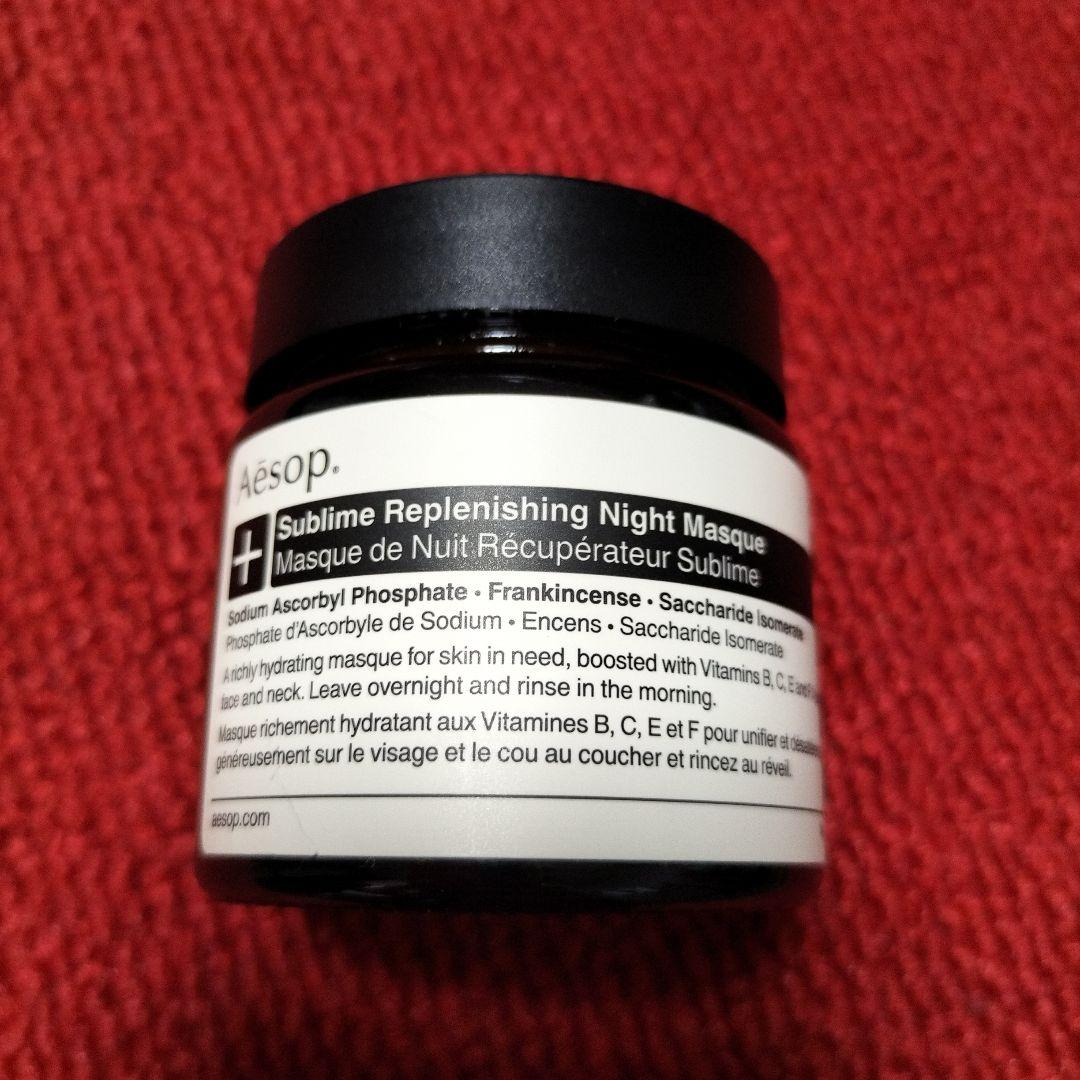 Aēsop®
Sublime Replenishing Night Masque
Masque de Nuit Récupérateur Sublime
Sodium Ascorbyl Phosphate • Frankincense • Saccharide Isomerate
Phosphate d'Ascorbyle de Sodium • Encens • Saccharide Isomerate
A richly hydrating masque for skin in need, boosted with Vitamins B, C, E and F
face and neck. Leave overnight and rinse in the morning.
Masque richement hydratant aux Vitamines B, C, E et F pour unifier et
généreusement sur le visage et le cou au coucher et rincez au réveil.
aesop.com